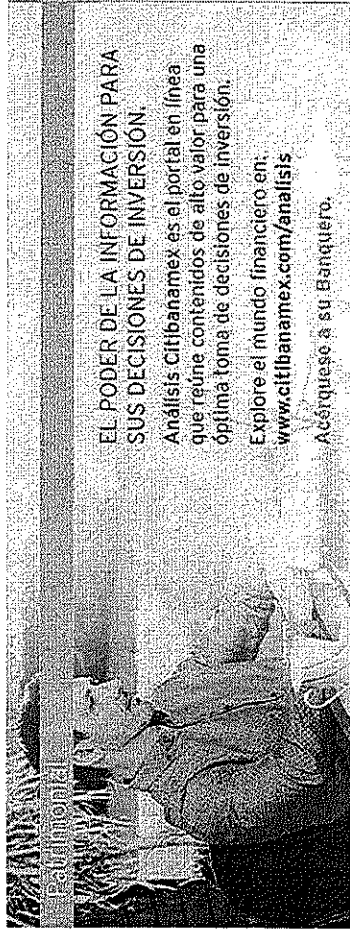 Patrimonial
EL PODER DE LA INFORMACIÓN PARA
SUS DECISIONES DE INVERSIÓN.
Análisis Citibanamex es el portal en línea
que reúne contenidos de alto valor para una
óptima toma de decisiones de inversión.
Explore el mundo financiero en:
www.citibanamex.com/analisis
Acérquese a su Banquero.